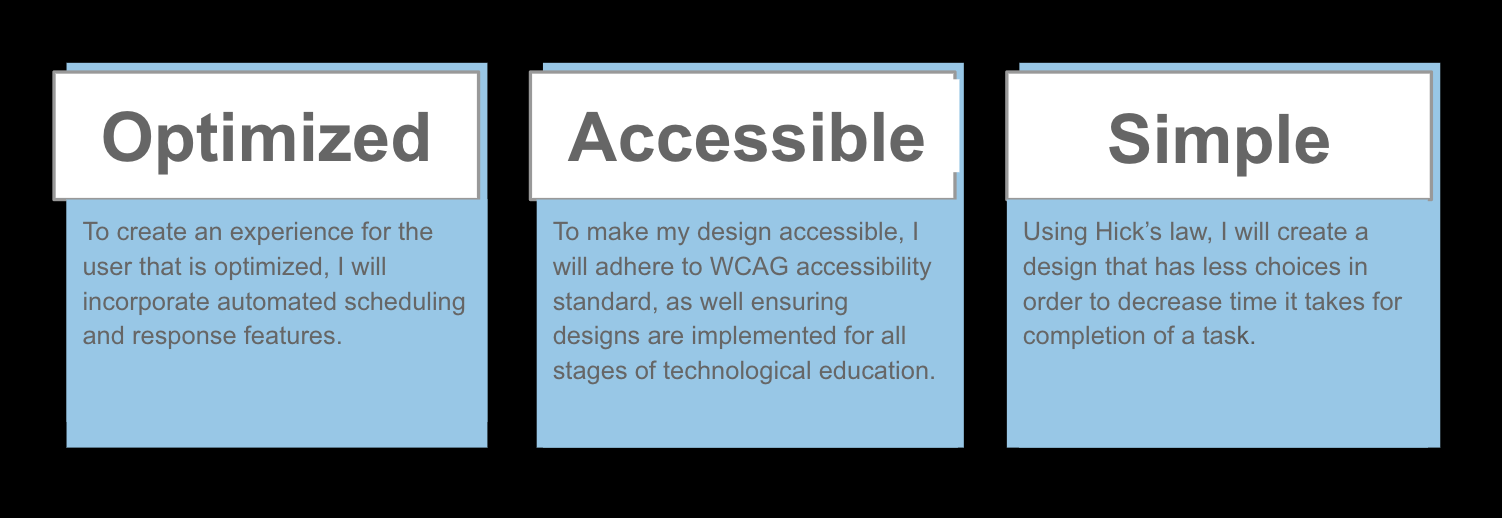 Optimized
To create an experience for the
user that is optimized, I will
incorporate automated scheduling
and response features.
Accessible
To make my design accessible, I
will adhere to WCAG accessibility
standard, as well ensuring
designs are implemented for all
stages of technological education.
Simple
Using Hick’s law, I will create a
design that has less choices in
order to decrease time it takes for
completion of a task.